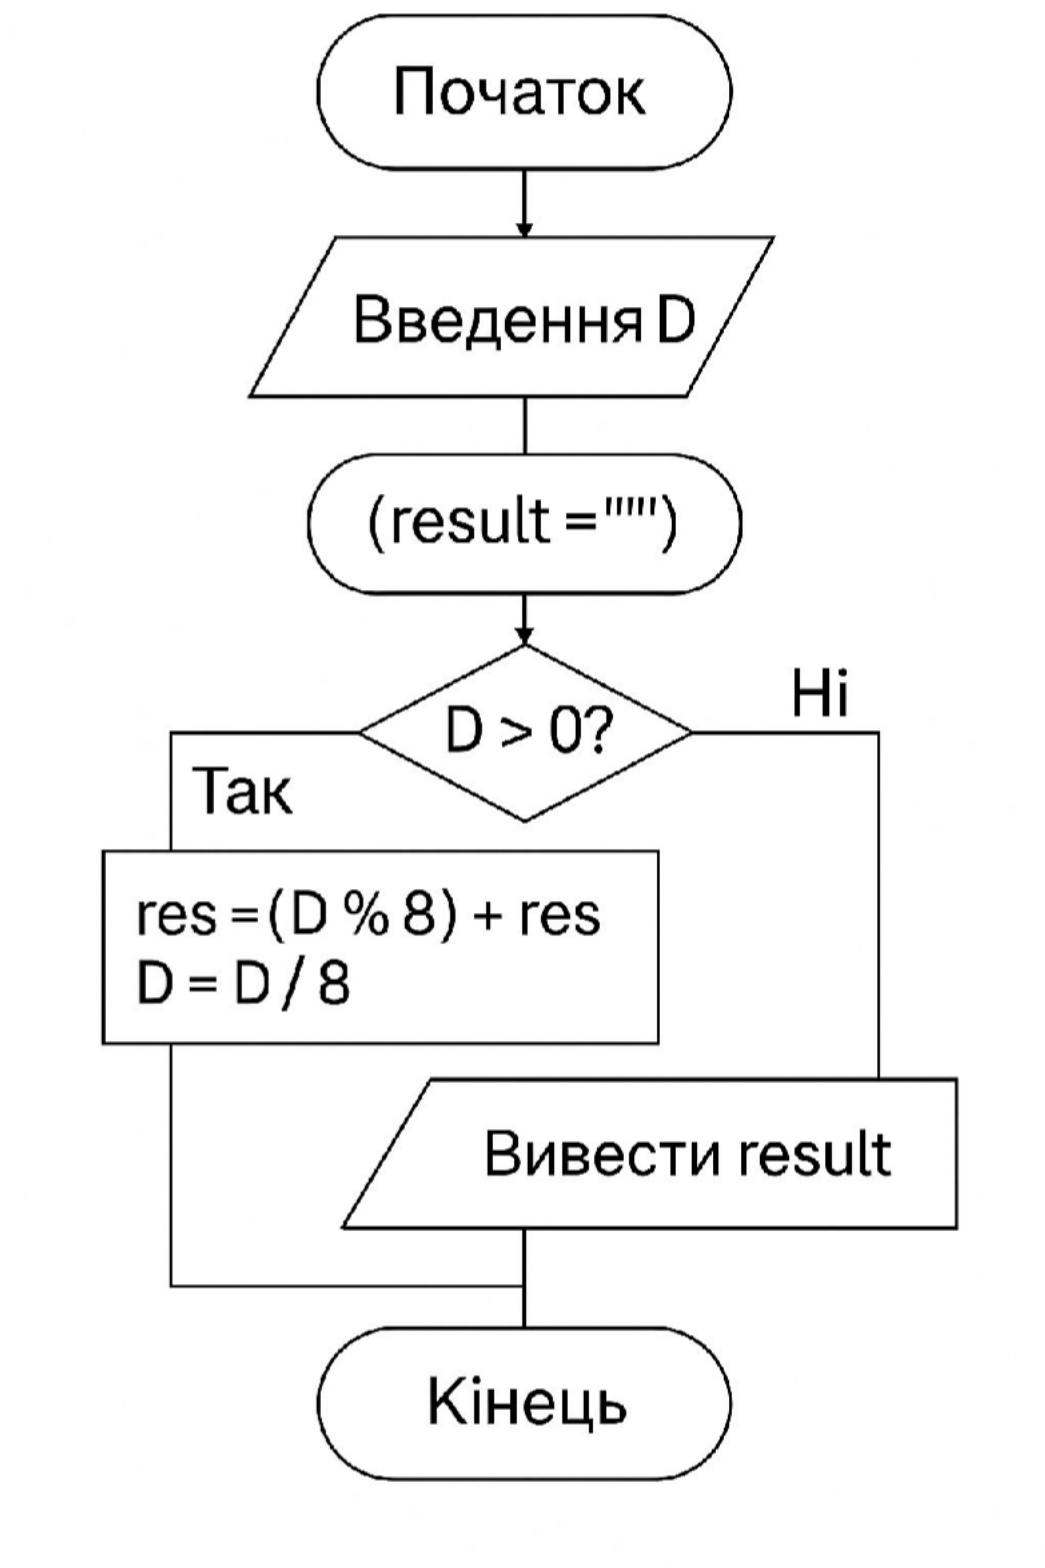 Початок
Введення D
(result = """)
D > 0?
Ні
Так
res = (D % 8) + res
D = D / 8
Вивести result
Кінець